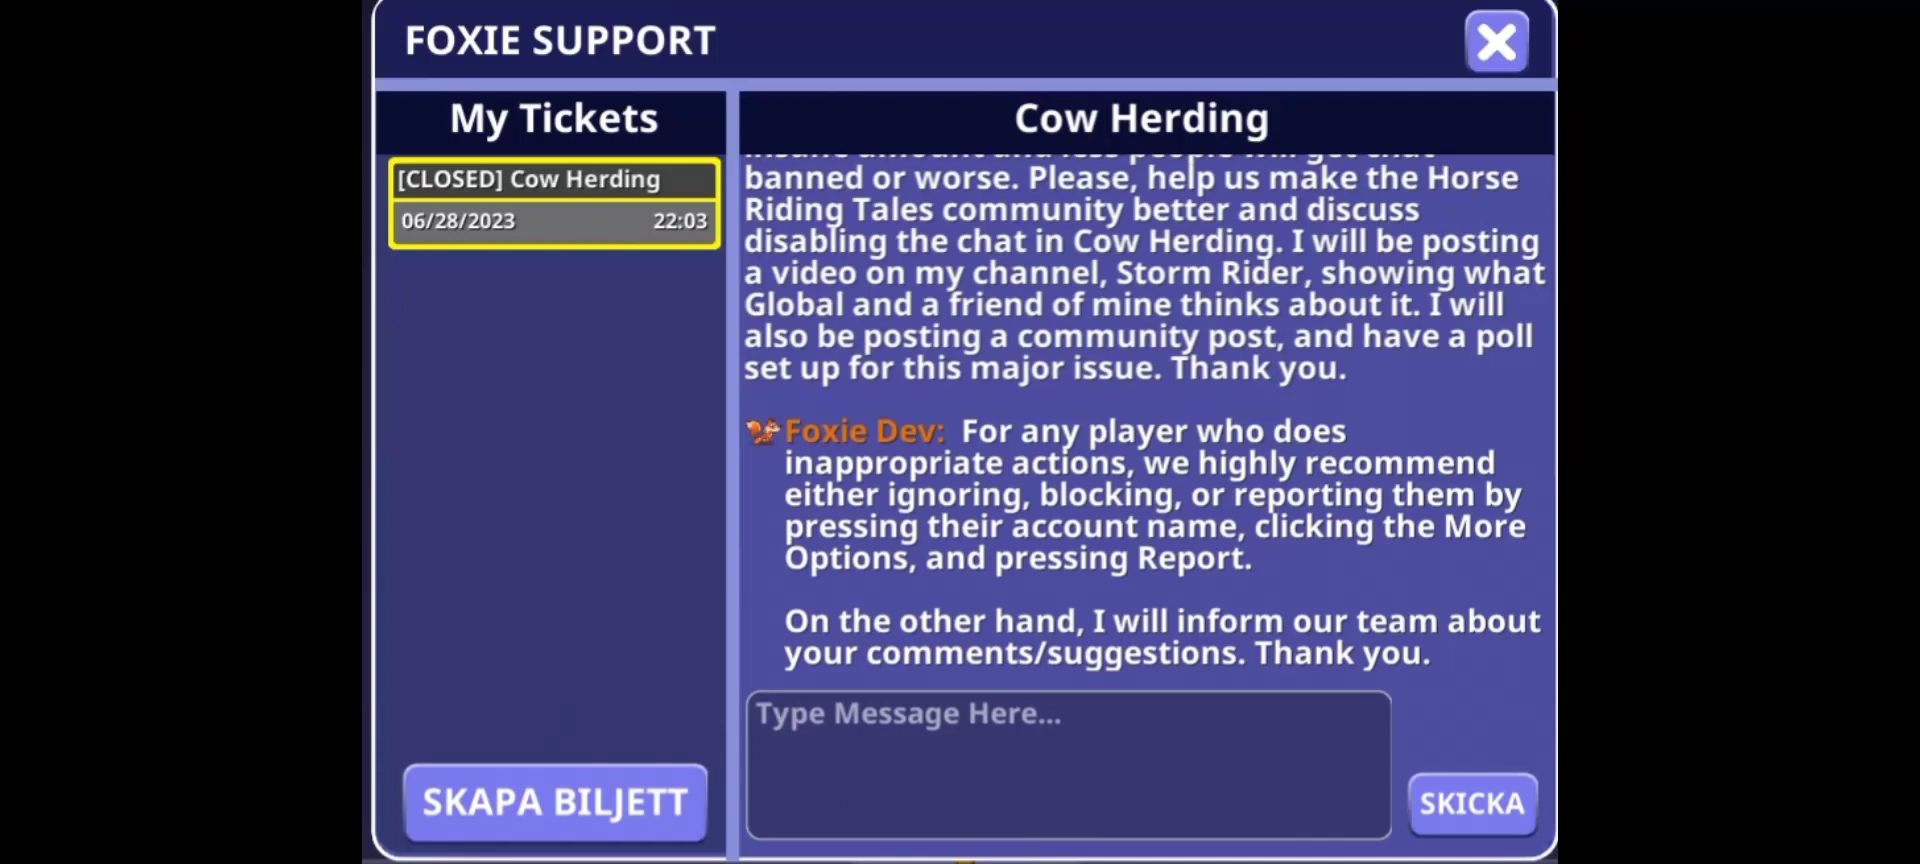 FOXIE SUPPORT
My Tickets
[CLOSED] Cow Herding
06/28/2023 22:03
SKAPA BILJETT
Cow Herding
banned or worse. Please, help us make the Horse
Riding Tales community better and discuss
disabling the chat in Cow Herding. I will be posting
a video on my channel, Storm Rider, showing what
Global and a friend of mine thinks about it. I will
also be posting a community post, and have a poll
set up for this major issue. Thank you.
Foxie Dev: For any player who does
inappropriate actions, we highly recommend
either ignoring, blocking, or reporting them by
pressing their account name, clicking the More
Options, and pressing Report.
On the other hand, I will inform our team about
your comments/suggestions. Thank you.
Type Message Here...
SKICKA